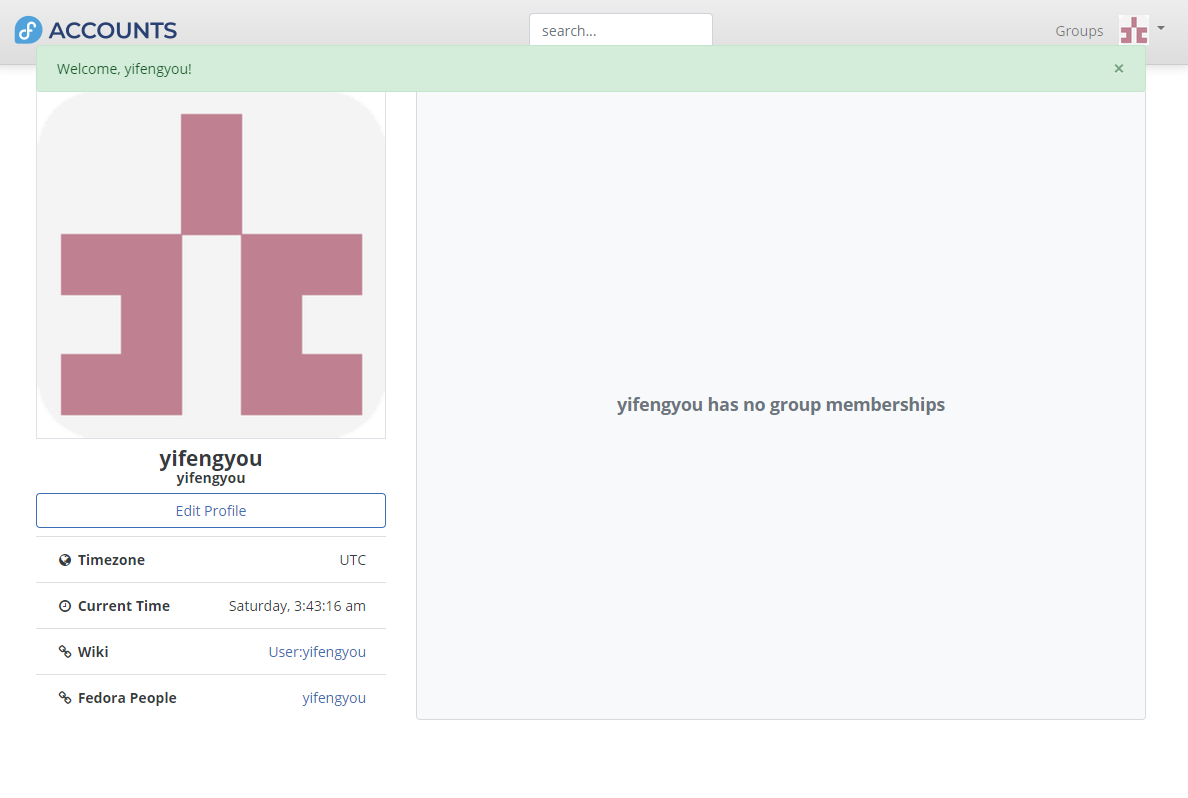 ACCOUNTS
search...
Groups
Welcome, yifengyou!
×
yifengyou has no group memberships
yifengyou
yifengyou
Edit Profile
Timezone UTC
Current Time Saturday, 3:43:16 am
Wiki User:yifengyou
Fedora People yifengyou